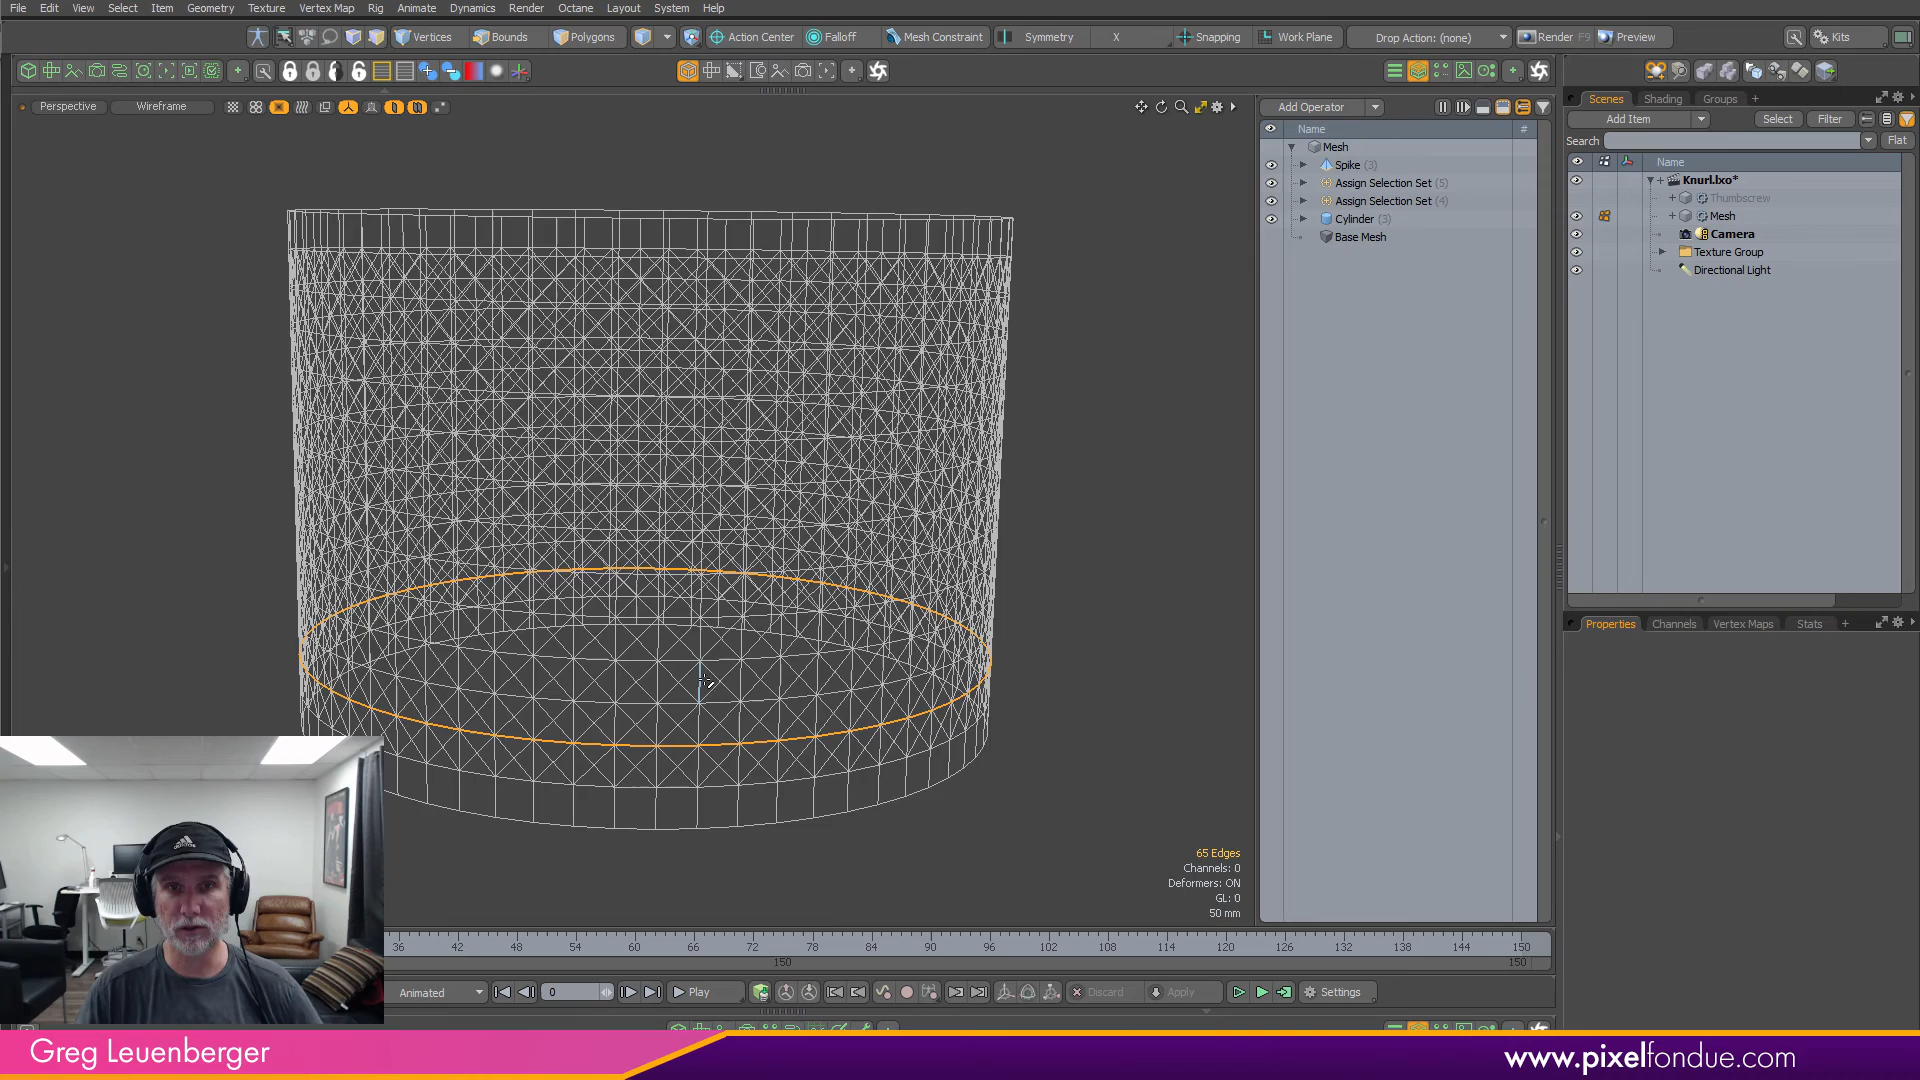 File Edit View Select Item Geometry Texture Vertex Map Rig Animate Dynamics Render Octane Layout System Help
Vertices Bounds Polygons Action Center Falloff Mesh Constraint Symmetry X Snapping Work Plane Drop Action: (none) Render F9 Preview Kits
Perspective Wireframe
Add Operator
Name #
Mesh
Spike (3)
Assign Selection Set (5)
Assign Selection Set (4)
Cylinder (3)
Base Mesh
Scenes Shading Groups +
Add Item Select Filter
Search Flat
Name
Knurl.lxo*
Thumbscrew
Mesh
Camera
Texture Group
Directional Light
Properties Channels Vertex Maps Stats +
65 Edges
Channels: 0
Deformers: ON
GL: 0
50 mm
36 42 48 54 60 66 72 78 84 90 96 102 108 114 120 126 132 138 144 150
150 150
Animated 0 Play Discard Apply Settings
Greg Leuenberger
www.pixelfondue.com